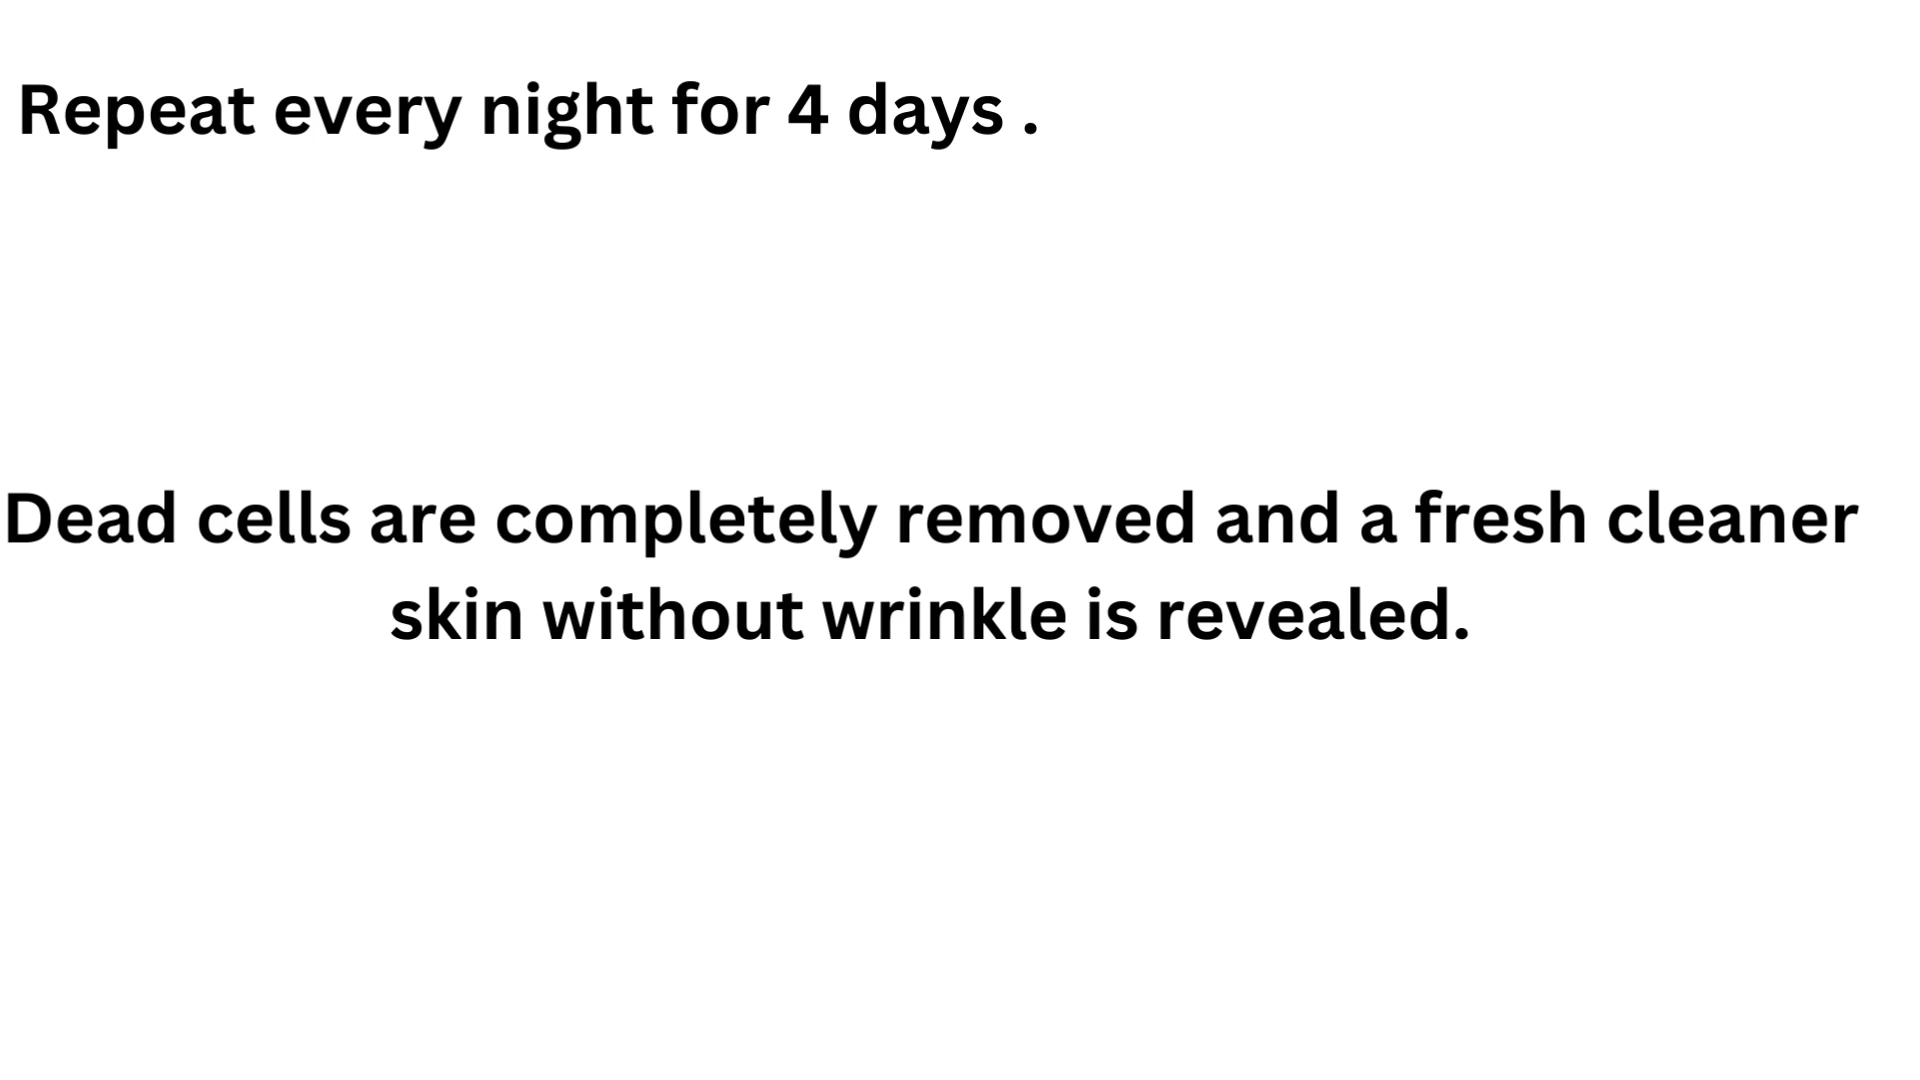 Repeat every night for 4 days .
Dead cells are completely removed and a fresh cleaner
skin without wrinkle is revealed.